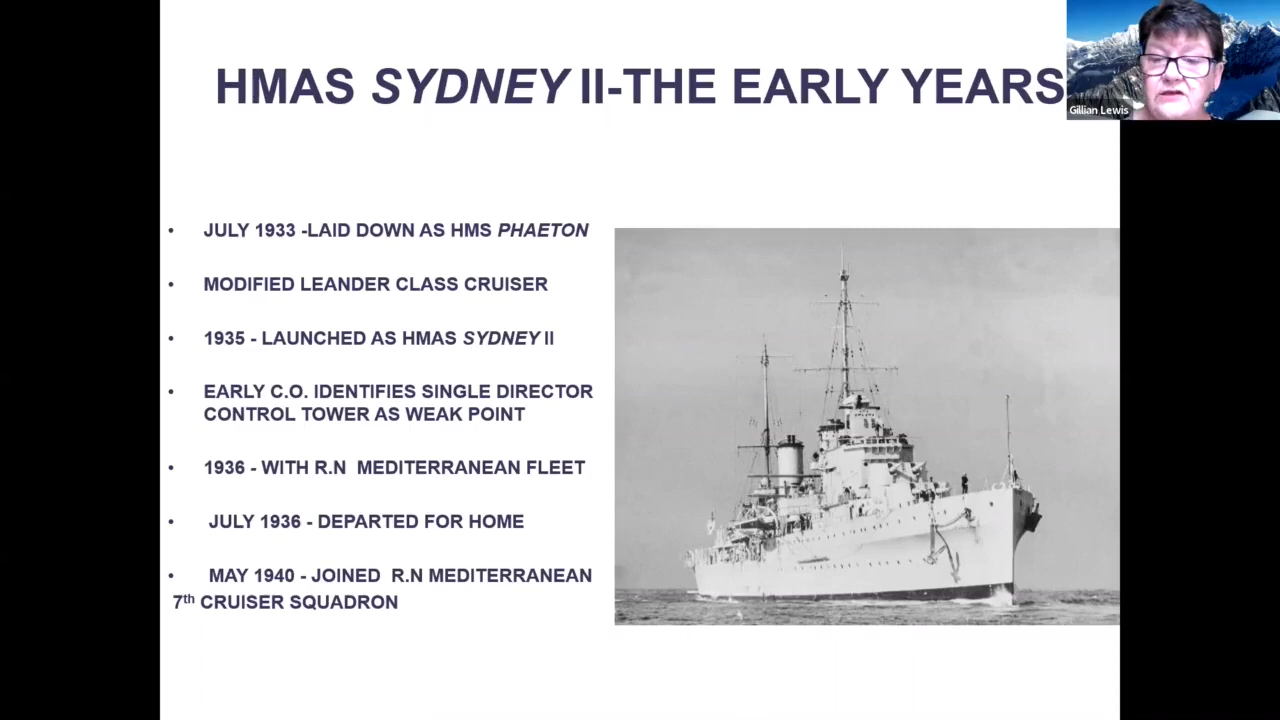 HMAS SYDNEY II-THE EARLY YEARS
Gillian Lewis
• JULY 1933 -LAID DOWN AS HMS PHAETON
• MODIFIED LEANDER CLASS CRUISER
• 1935 - LAUNCHED AS HMAS SYDNEY II
• EARLY C.O. IDENTIFIES SINGLE DIRECTOR
CONTROL TOWER AS WEAK POINT
• 1936 - WITH R.N MEDITERRANEAN FLEET
• JULY 1936 - DEPARTED FOR HOME
• MAY 1940 - JOINED R.N MEDITERRANEAN
7th CRUISER SQUADRON